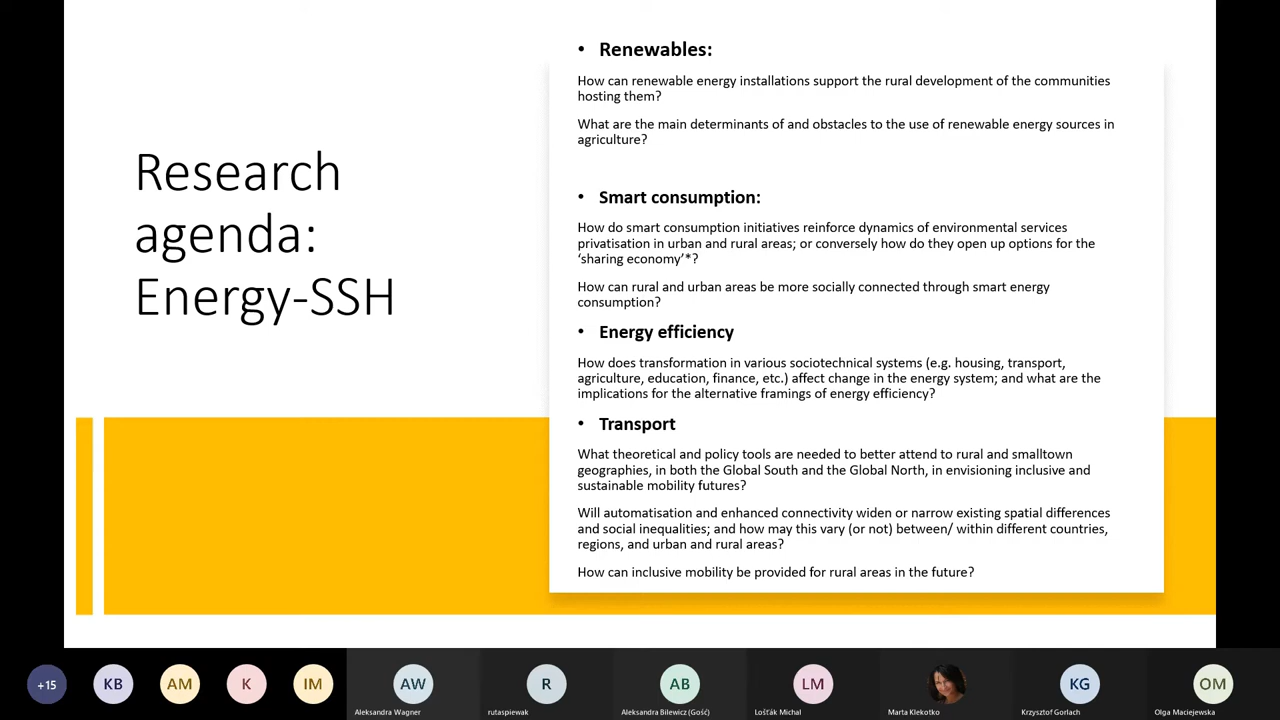 Research
agenda:
Energy-SSH
• Renewables:
How can renewable energy installations support the rural development of the communities
hosting them?
What are the main determinants of and obstacles to the use of renewable energy sources in
agriculture?
• Smart consumption:
How do smart consumption initiatives reinforce dynamics of environmental services
privatisation in urban and rural areas; or conversely how do they open up options for the
‘sharing economy’*?
How can rural and urban areas be more socially connected through smart energy
consumption?
• Energy efficiency
How does transformation in various sociotechnical systems (e.g. housing, transport,
agriculture, education, finance, etc.) affect change in the energy system; and what are the
implications for the alternative framings of energy efficiency?
• Transport
What theoretical and policy tools are needed to better attend to rural and smalltown
geographies, in both the Global South and the Global North, in envisioning inclusive and
sustainable mobility futures?
Will automatisation and enhanced connectivity widen or narrow existing spatial differences
and social inequalities; and how may this vary (or not) between/ within different countries,
regions, and urban and rural areas?
How can inclusive mobility be provided for rural areas in the future?
+15 KB AM K IM AW R AB LM KG OM
Aleksandra Wagner rutaspiewak Aleksandra Bilewicz (Gość) Lošťák Michal Marta Klekotko Krzysztof Gorlach Olga Maciejewska